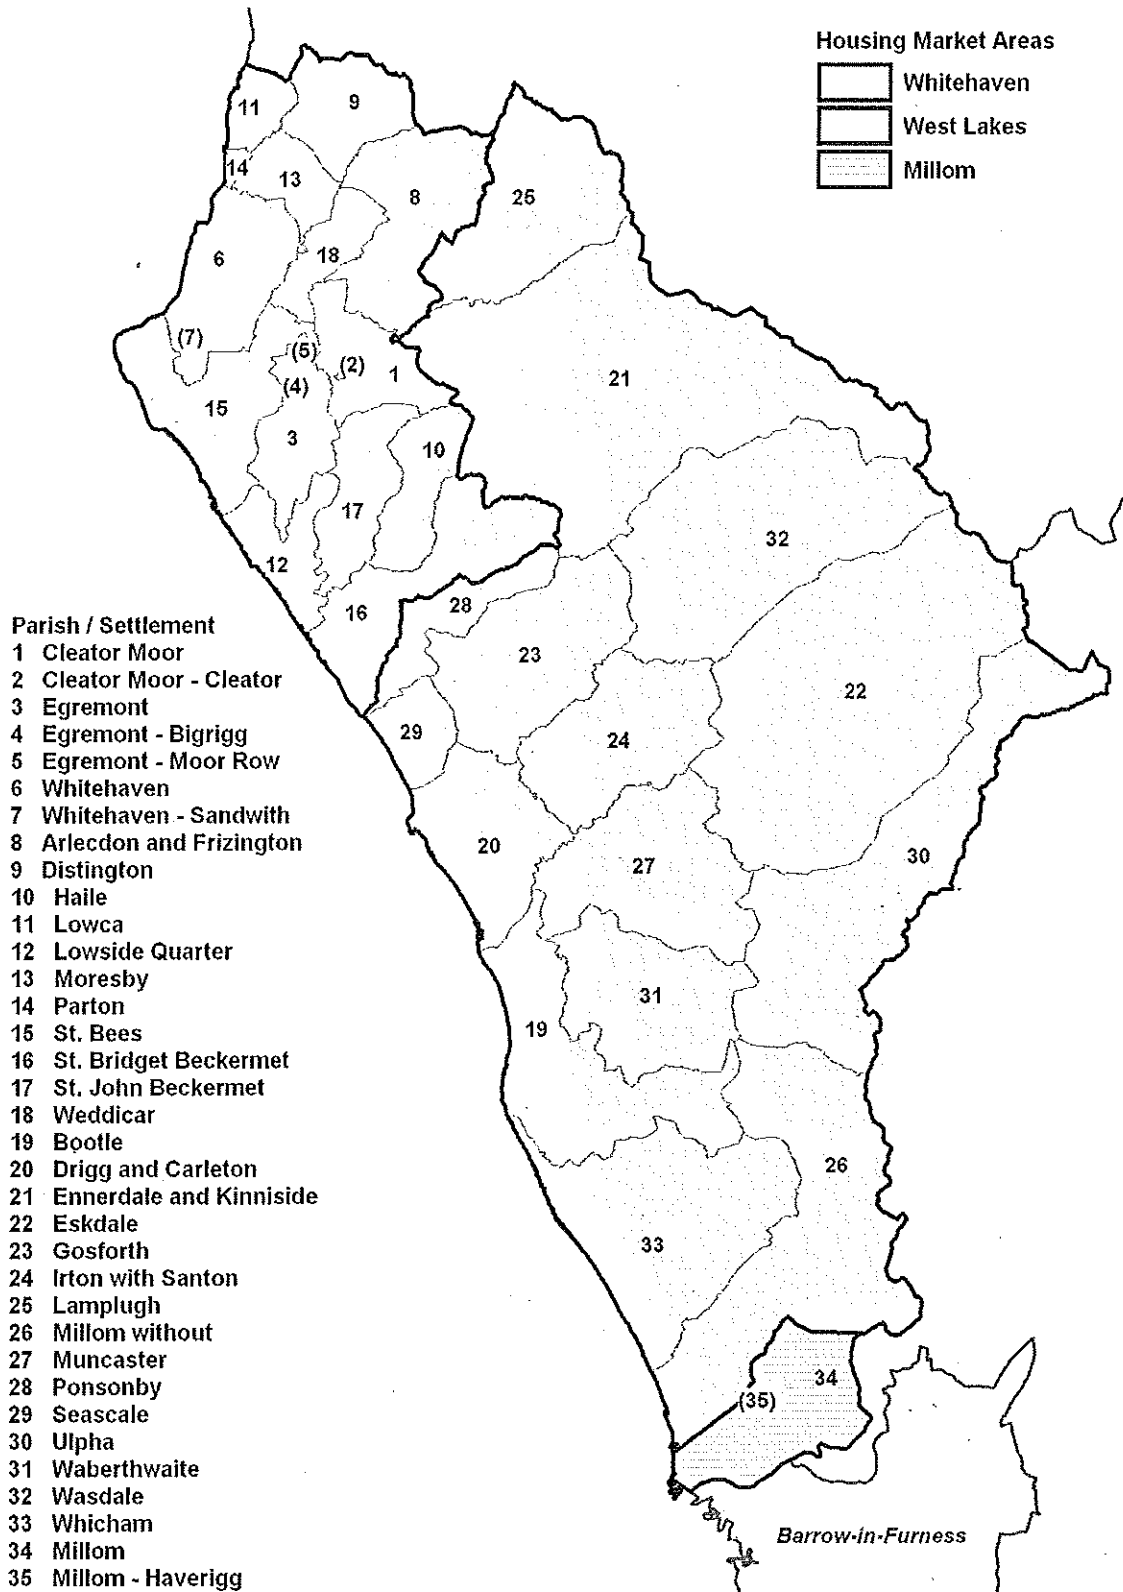 Housing Market Areas
Whitehaven
West Lakes
Millom
11
9
14
13
8
25
6
18
(7)
(5)
(2)
1
21
(4)
15
3
10
17
32
12
16
28
23
22
29
24
20
27
30
31
19
26
33
34
(35)
Barrow-in-Furness
Parish / Settlement
1 Cleator Moor
2 Cleator Moor - Cleator
3 Egremont
4 Egremont - Bigrigg
5 Egremont - Moor Row
6 Whitehaven
7 Whitehaven - Sandwith
8 Arlecdon and Frizington
9 Distington
10 Haile
11 Lowca
12 Lowside Quarter
13 Moresby
14 Parton
15 St. Bees
16 St. Bridget Beckermet
17 St. John Beckermet
18 Weddicar
19 Bootle
20 Drigg and Carleton
21 Ennerdale and Kinniside
22 Eskdale
23 Gosforth
24 Irton with Santon
25 Lamplugh
26 Millom without
27 Muncaster
28 Ponsonby
29 Seascale
30 Ulpha
31 Waberthwaite
32 Wasdale
33 Whicham
34 Millom
35 Millom - Haverigg